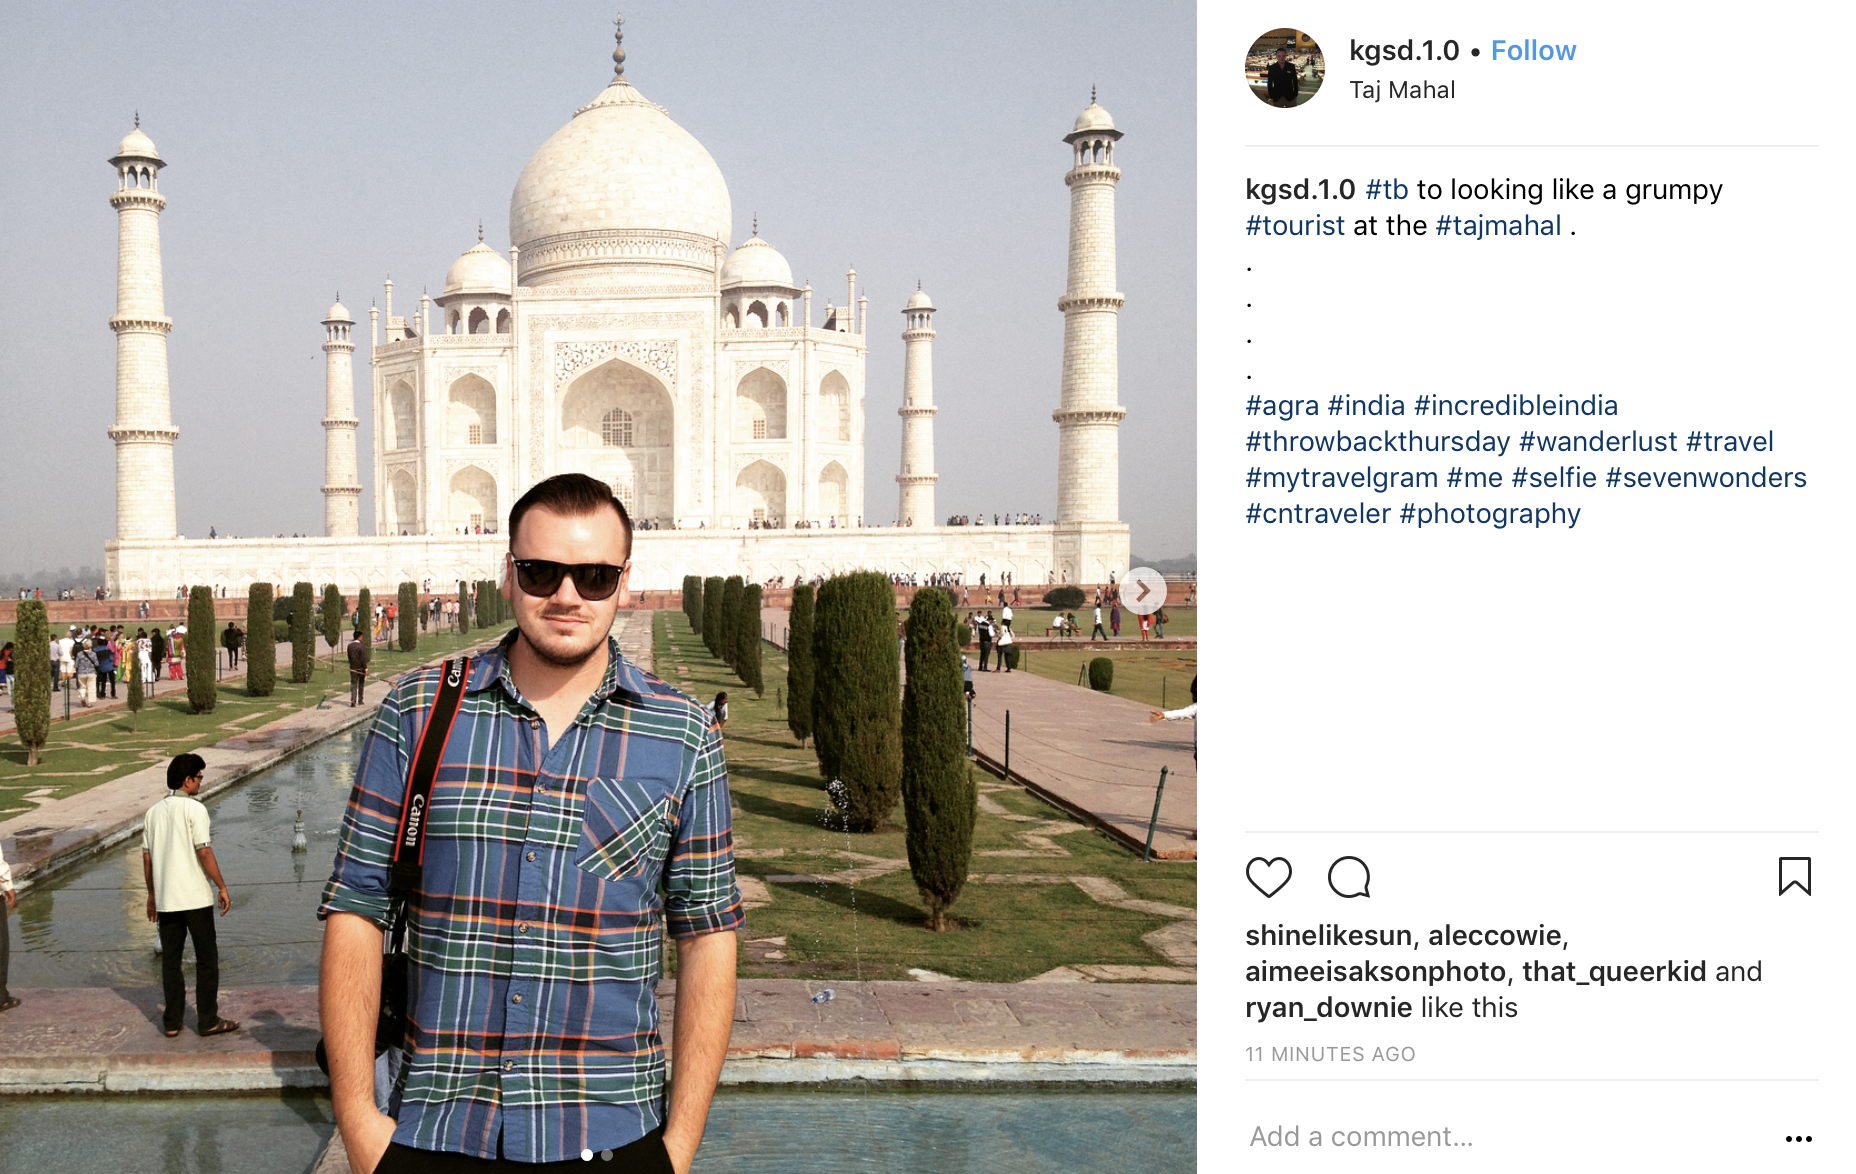 kgsd.1.0 • Follow
Taj Mahal
kgsd.1.0 #tb to looking like a grumpy
#tourist at the #tajmahal .
.
.
.
.
#agra #india #incredibleindia
#throwbackthursday #wanderlust #travel
#mytravelgram #me #selfie #sevenwonders
#cntraveler #photography
shinelikesun, aleccowie,
aimeeisaksonphoto, that_queerkid and
ryan_downie like this
11 MINUTES AGO
Add a comment...
Canon
Canon